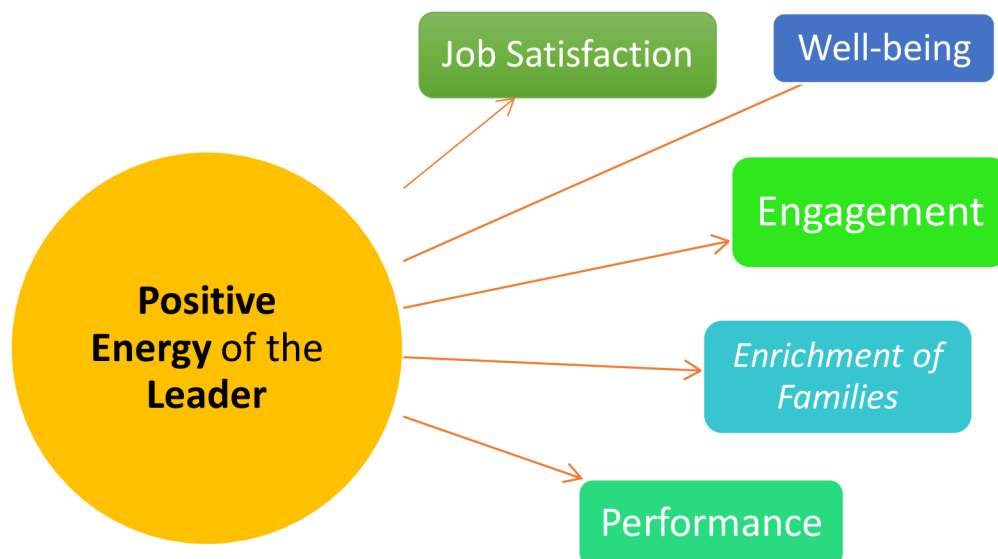 Job Satisfaction
Well-being
Engagement
Positive
Energy of the
Leader
Enrichment of
Families
Performance